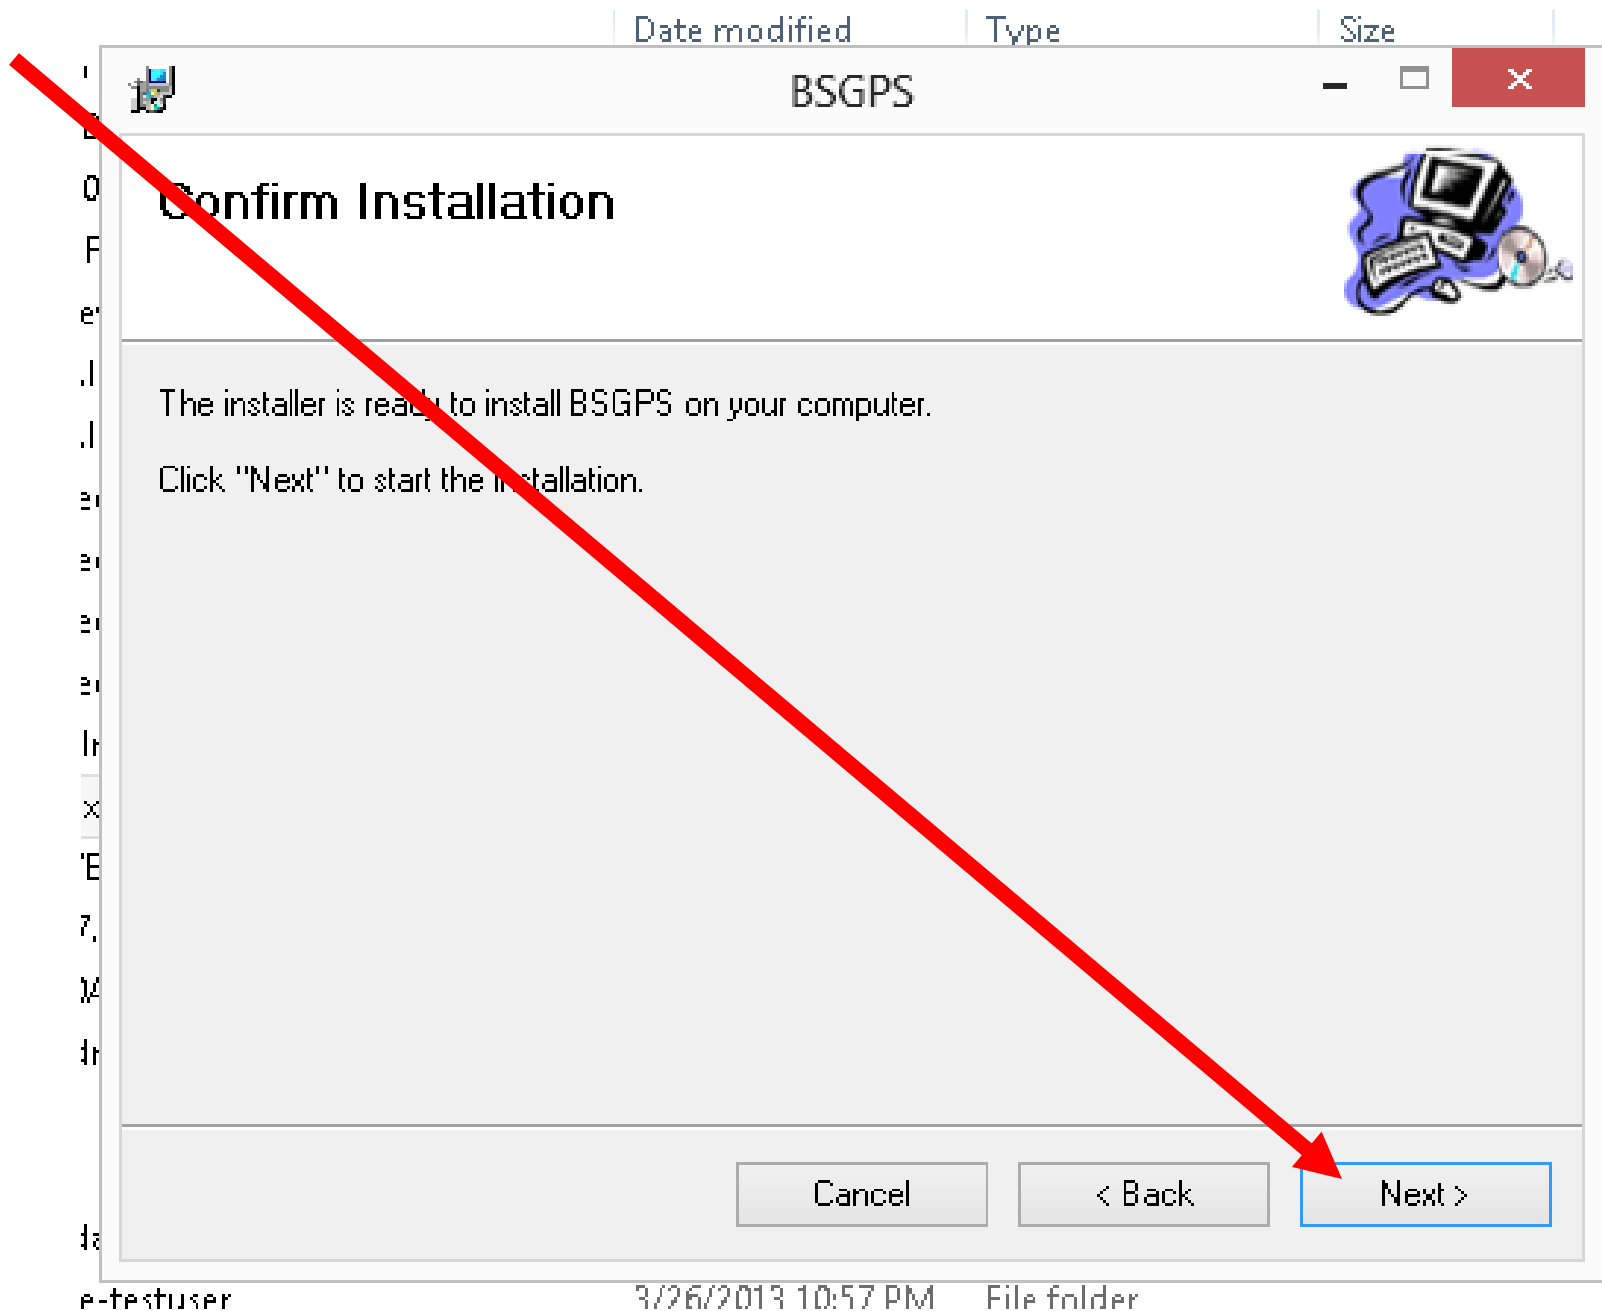 Date modified Type Size
BSGPS
Confirm Installation
The installer is ready to install BSGPS on your computer.
Click "Next" to start the installation.
Cancel < Back Next >
e-testuser 3/26/2013 10:57 PM File folder